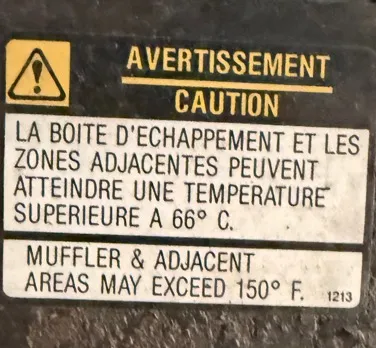 AVERTISSEMENT
CAUTION
LA BOITE D'ECHAPPEMENT ET LES
ZONES ADJACENTES PEUVENT
ATTEINDRE UNE TEMPERATURE
SUPERIEURE A 66° C.
MUFFLER & ADJACENT
AREAS MAY EXCEED 150° F. 1213